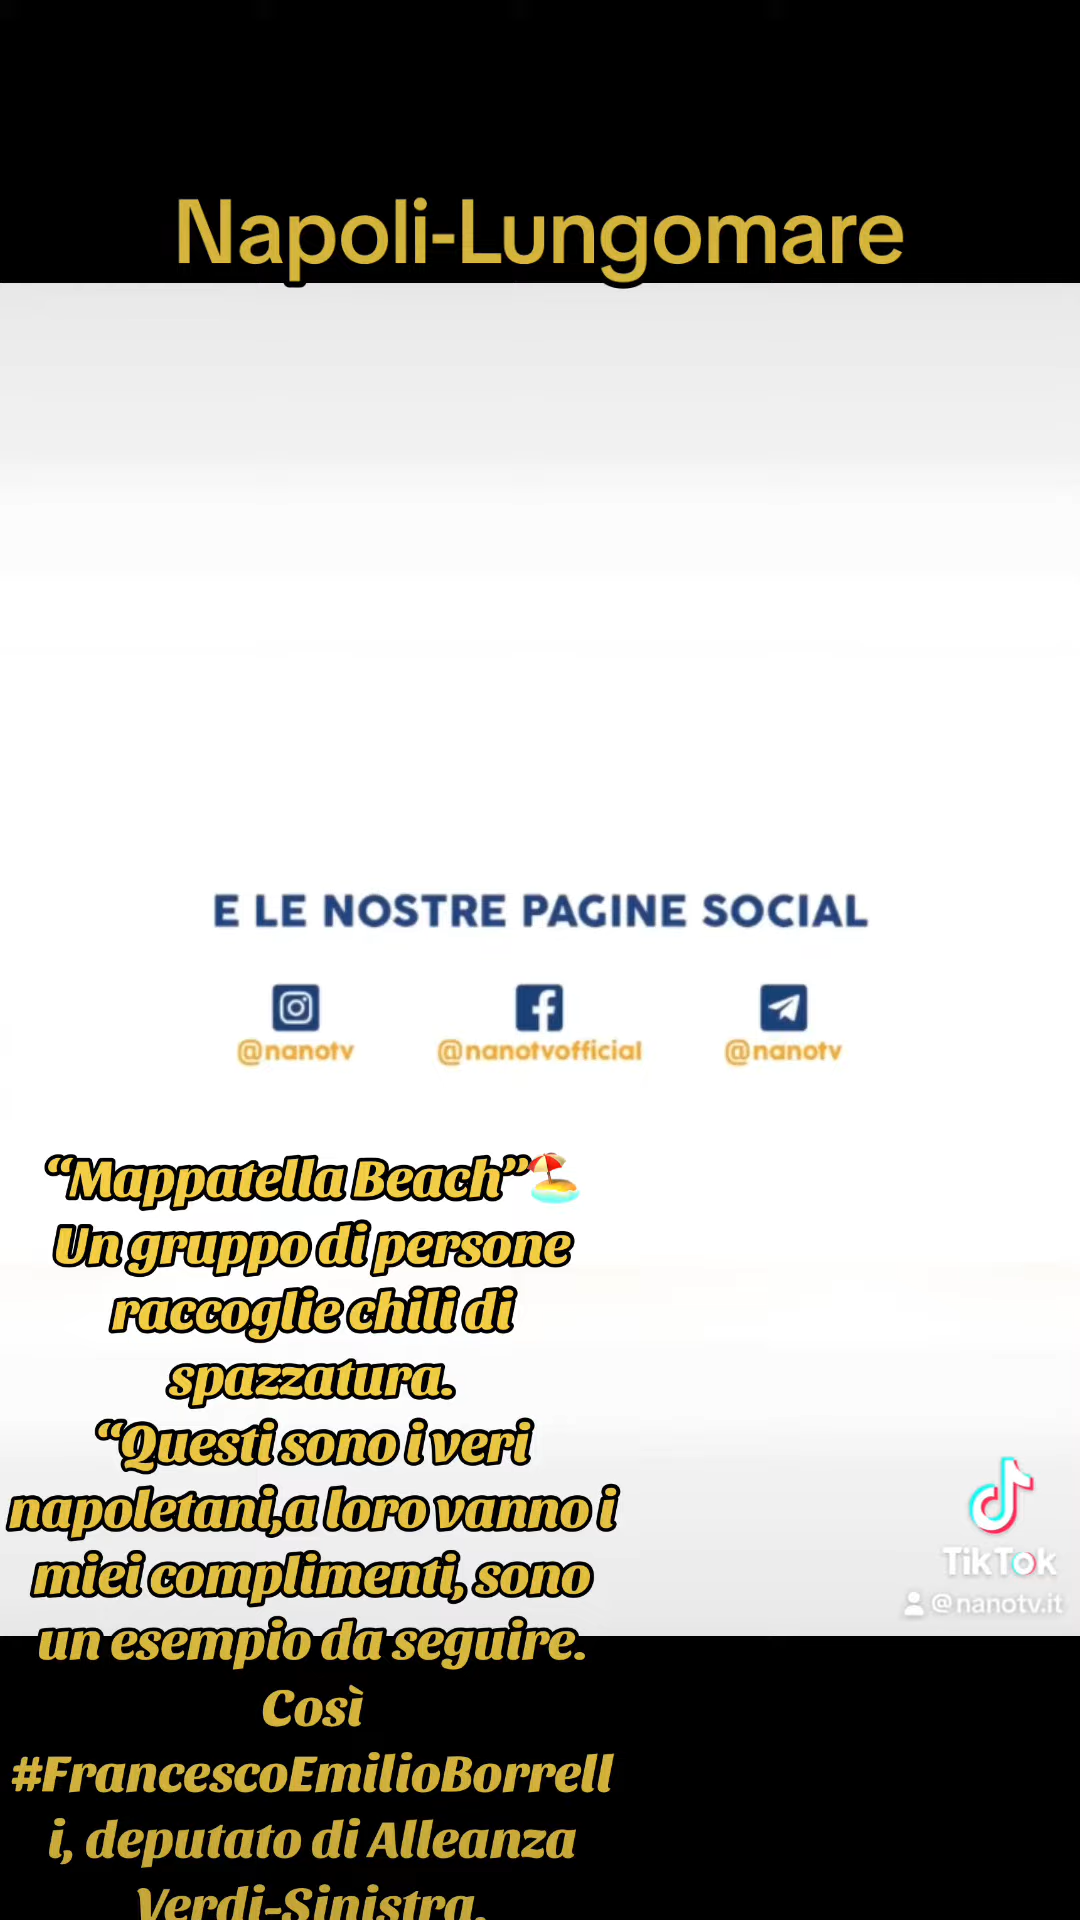 Napoli-Lungomare
E LE NOSTRE PAGINE SOCIAL
@nanotv @nanotvofficial @nanotv
“Mappatella Beach”🏖️
Un gruppo di persone
raccoglie chili di
spazzatura.
“Questi sono i veri
napoletani,a loro vanno i
miei complimenti, sono
un esempio da seguire.
Così
#FrancescoEmilioBorrell
i, deputato di Alleanza
Verdi-Sinistra.
TikTok
@nanotv.it